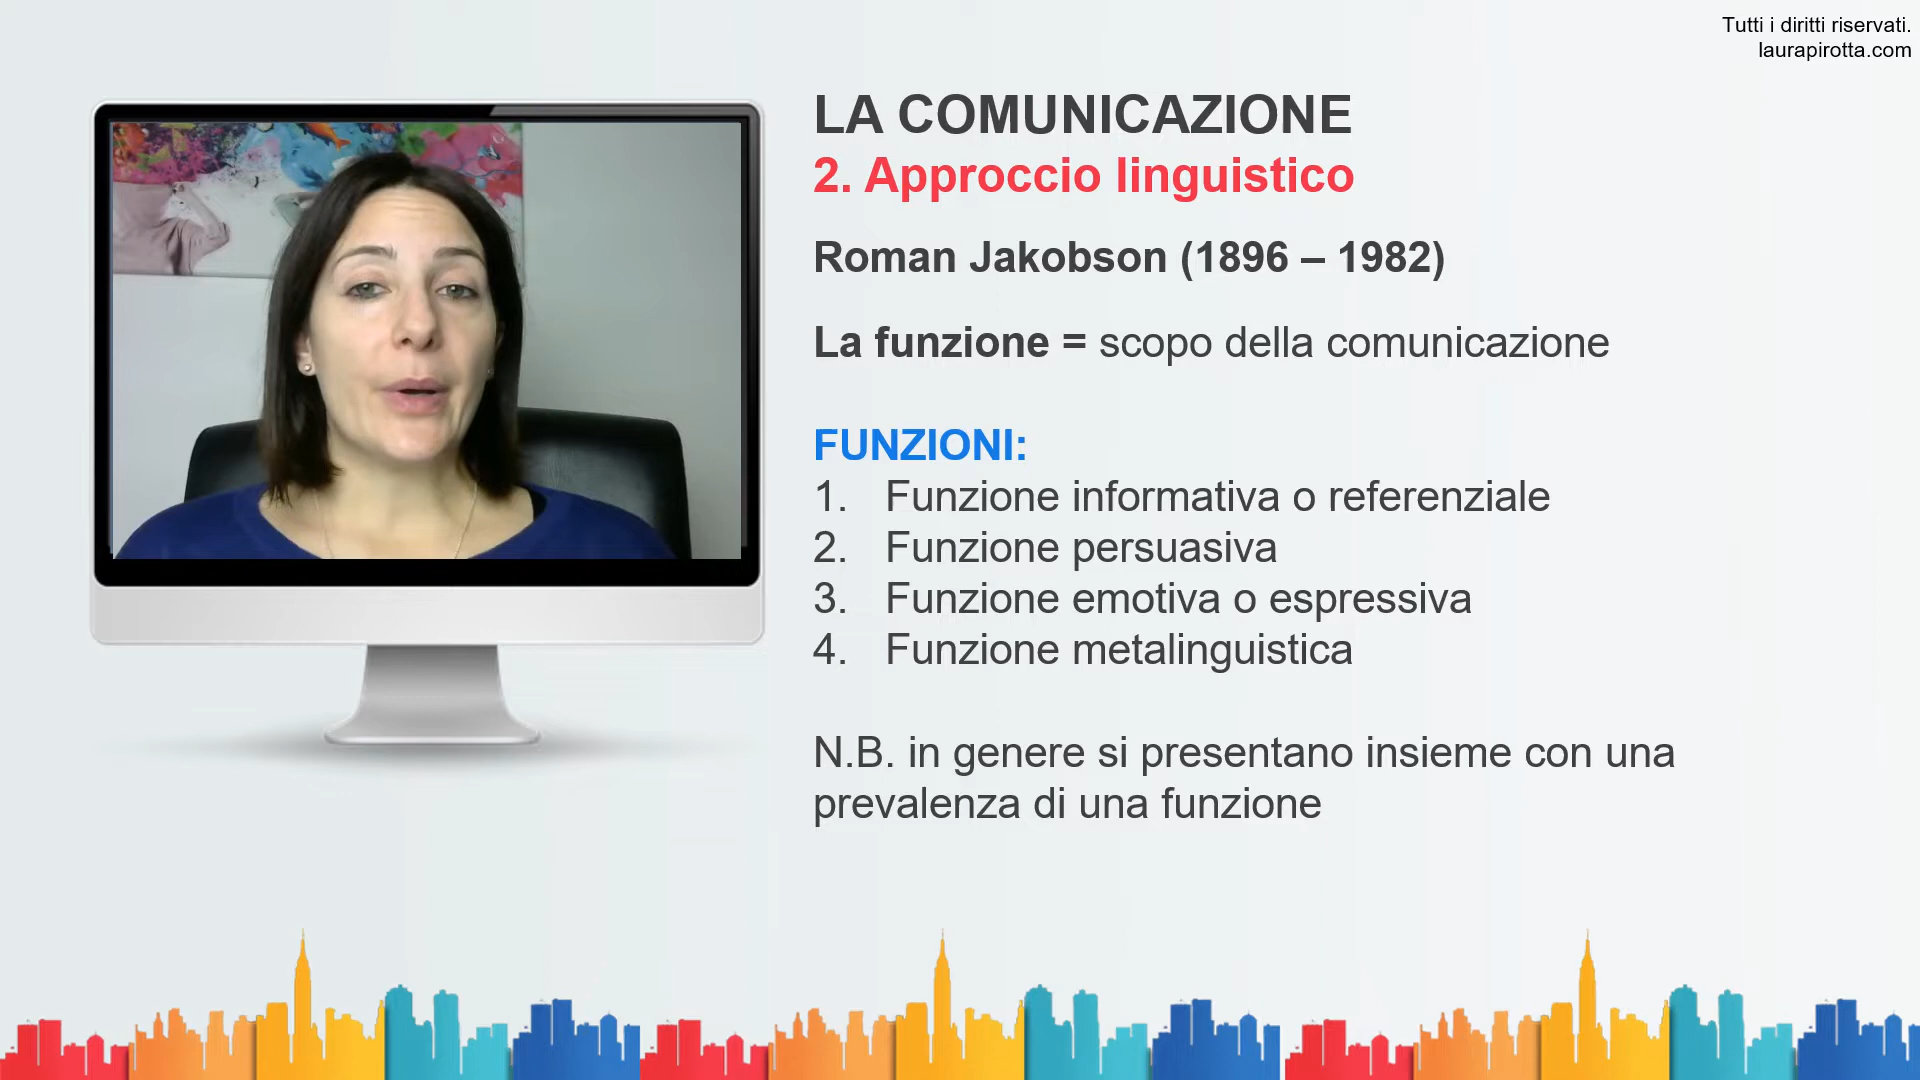 Tutti i diritti riservati.
laurapirotta.com
LA COMUNICAZIONE
2. Approccio linguistico
Roman Jakobson (1896 – 1982)
La funzione = scopo della comunicazione
FUNZIONI:
1. Funzione informativa o referenziale
2. Funzione persuasiva
3. Funzione emotiva o espressiva
4. Funzione metalinguistica
N.B. in genere si presentano insieme con una
prevalenza di una funzione